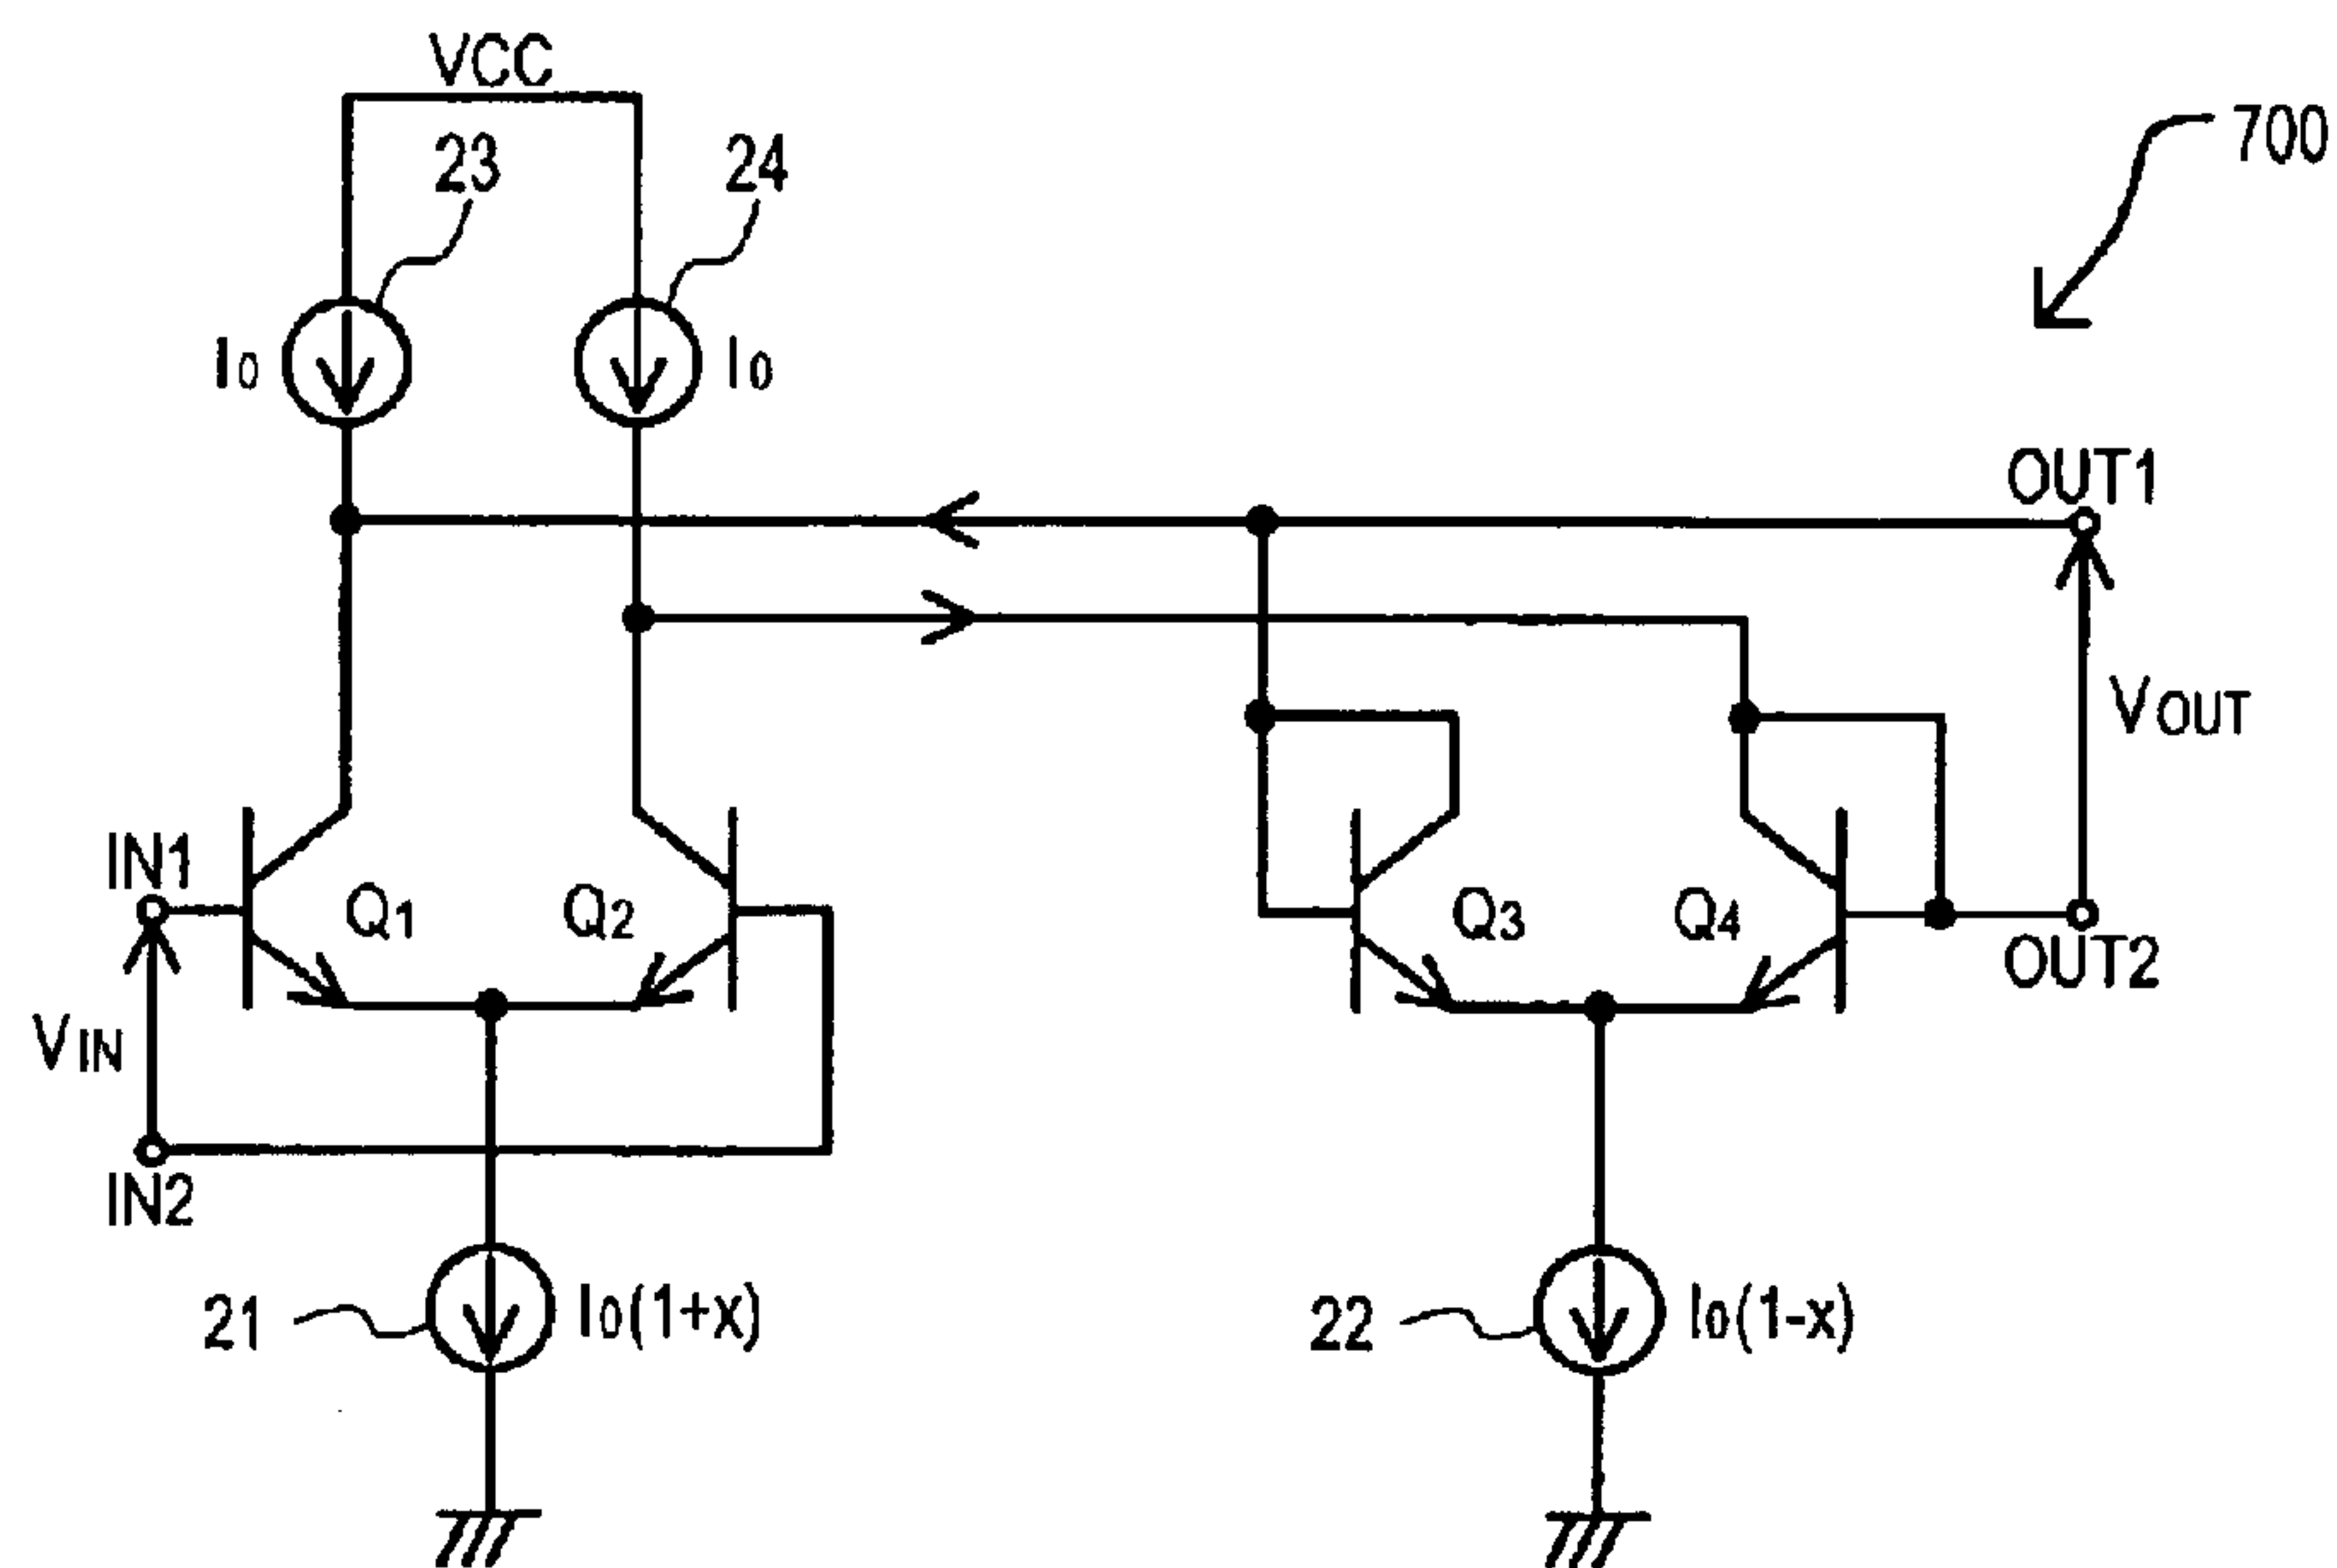 VCC
23
24
700
I0
I0
OUT1
VOUT
IN1
Q1
Q2
Q3
Q4
OUT2
VIN
IN2
21
I0(1+x)
22
I0(1-x)